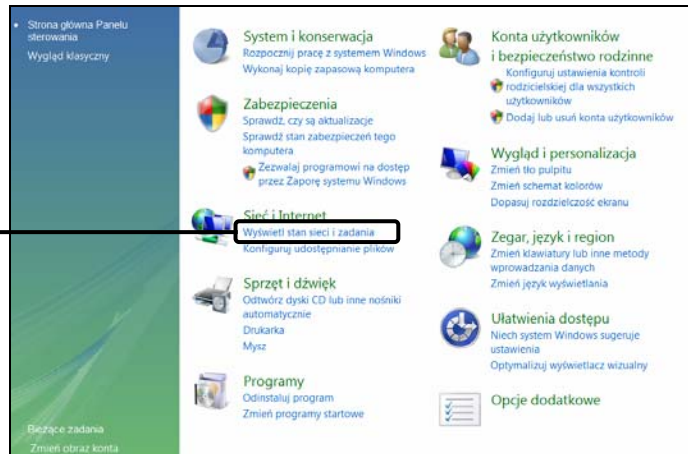 Strona główna Panelu
sterowania
Wygląd klasyczny
Bieżące zadania
Zmień obraz konta
System i konserwacja
Rozpocznij pracę z systemem Windows
Wykonaj kopię zapasową komputera
Zabezpieczenia
Sprawdź, czy są aktualizacje
Sprawdź stan zabezpieczeń tego
komputera
Zezwalaj programowi na dostęp
przez Zaporę systemu Windows
Sieć i Internet
Wyświetl stan sieci i zadania
Konfiguruj udostępnianie plików
Sprzęt i dźwięk
Odtwórz dyski CD lub inne nośniki
automatycznie
Drukarka
Mysz
Programy
Odinstaluj program
Zmień programy startowe
Konta użytkowników
i bezpieczeństwo rodzinne
Konfiguruj ustawienia kontroli
rodzicielskiej dla wszystkich
użytkowników
Dodaj lub usuń konta użytkowników
Wygląd i personalizacja
Zmień tło pulpitu
Zmień schemat kolorów
Dopasuj rozdzielczość ekranu
Zegar, język i region
Zmień klawiatury lub inne metody
wprowadzania danych
Zmień język wyświetlania
Ułatwienia dostępu
Niech system Windows sugeruje
ustawienia
Optymalizuj wyświetlacz wizualny
Opcje dodatkowe